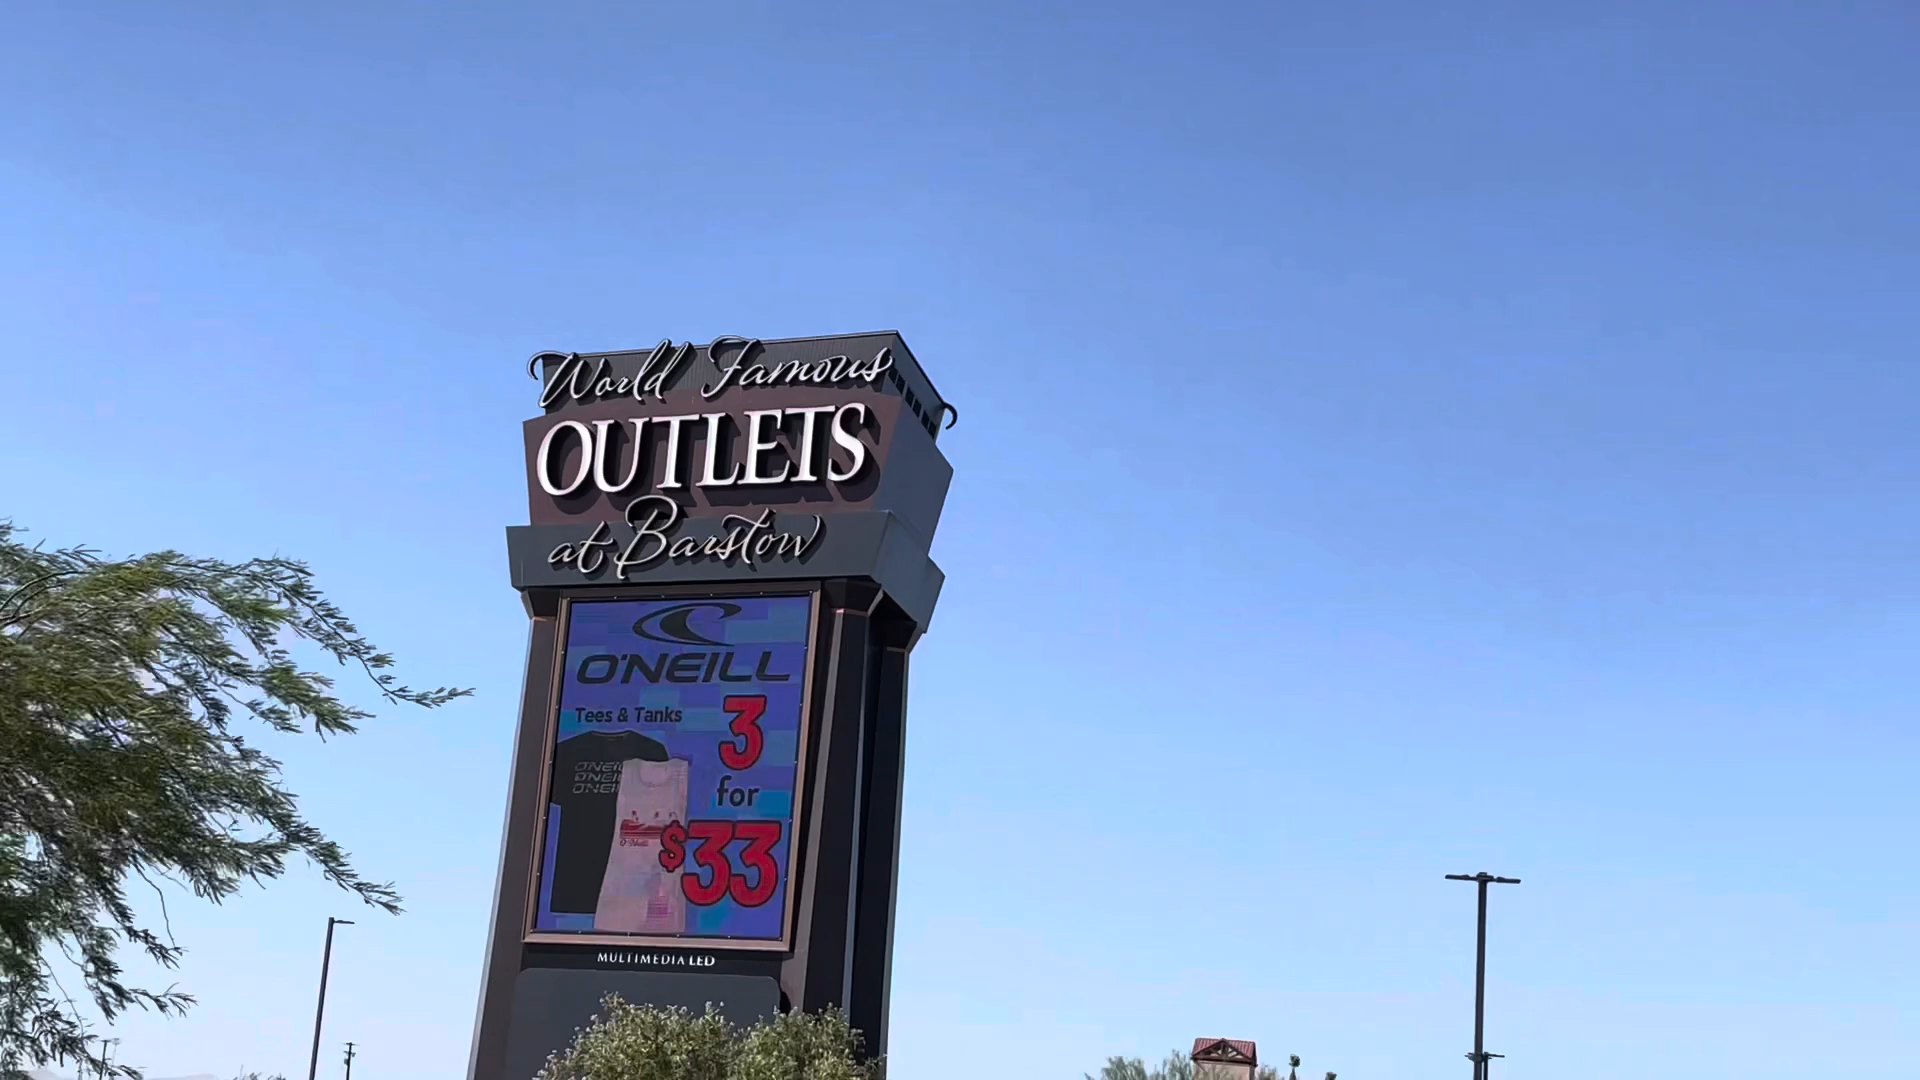 World Famous
OUTLETS
at Barstow
O'NEILL
Tees & Tanks
3
for
$33
MULTIMEDIA LED